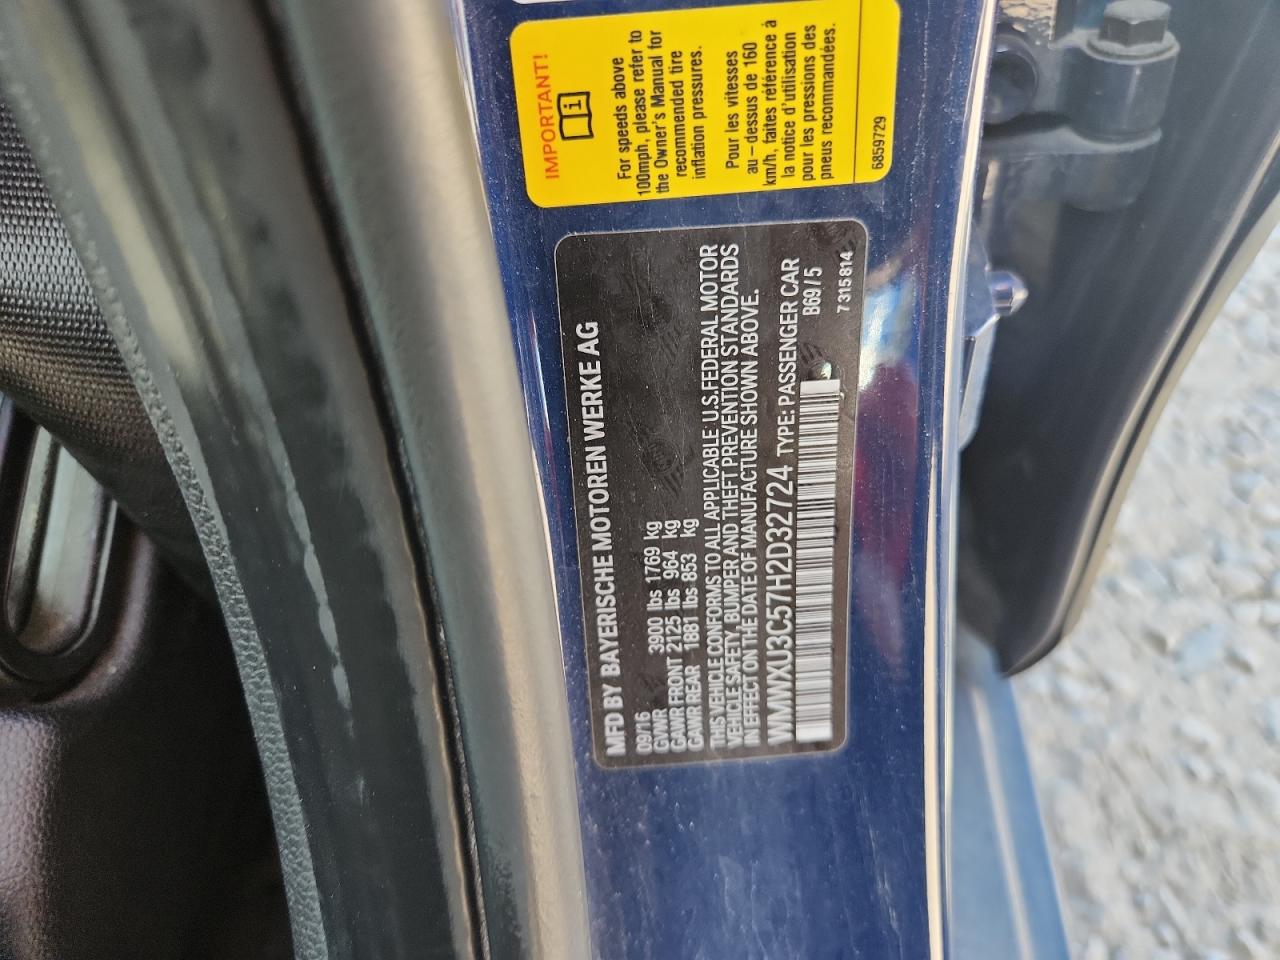 IMPORTANT!
i
For speeds above
100mph, please refer to
the Owner's Manual for
recommended tire
inflation pressures.
Pour les vitesses
au - dessus de 160
km/h, faites référence à
la notice d'utilisation
pour les pressions des
pneus recommandées.
6859729
MFD BY BAYERISCHE MOTOREN WERKE AG
09/16
GVWR 3900 lbs 1769 kg
GAWR FRONT 2125 lbs 964 kg
GAWR REAR 1881 lbs 853 kg
THIS VEHICLE CONFORMS TO ALL APPLICABLE U.S. FEDERAL MOTOR
VEHICLE SAFETY, BUMPER AND THEFT PREVENTION STANDARDS
IN EFFECT ON THE DATE OF MANUFACTURE SHOWN ABOVE.
WMWXU3C57H2D32724 TYPE: PASSENGER CAR
B69 / 5
7315814